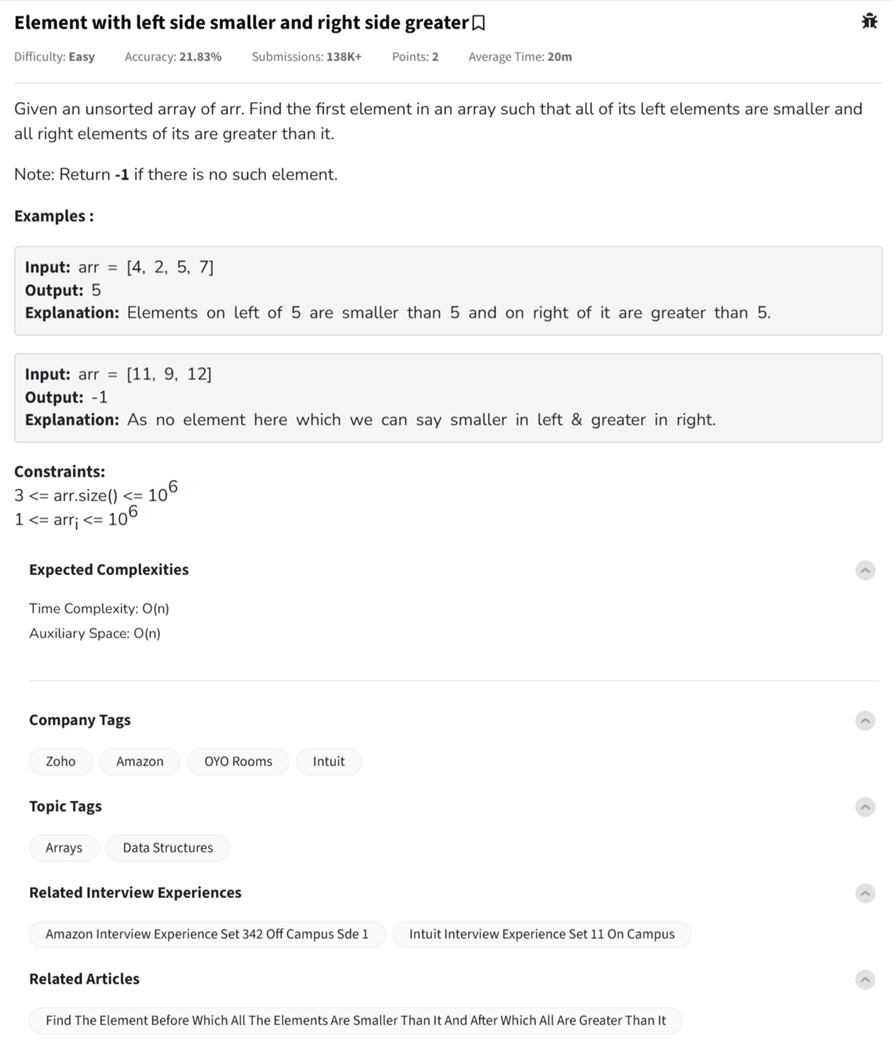 Element with left side smaller and right side greater
Difficulty: Easy Accuracy: 21.83% Submissions: 138K+ Points: 2 Average Time: 20m
Given an unsorted array of arr. Find the first element in an array such that all of its left elements are smaller and
all right elements of its are greater than it.
Note: Return -1 if there is no such element.
Examples :
Input: arr = [4, 2, 5, 7]
Output: 5
Explanation: Elements on left of 5 are smaller than 5 and on right of it are greater than 5.
Input: arr = [11, 9, 12]
Output: -1
Explanation: As no element here which we can say smaller in left & greater in right.
Constraints:
3 <= arr.size() <= 10⁶
1 <= arrᵢ <= 10⁶
Expected Complexities
Time Complexity: O(n)
Auxiliary Space: O(n)
Company Tags
Zoho Amazon OYO Rooms Intuit
Topic Tags
Arrays Data Structures
Related Interview Experiences
Amazon Interview Experience Set 342 Off Campus Sde 1 Intuit Interview Experience Set 11 On Campus
Related Articles
Find The Element Before Which All The Elements Are Smaller Than It And After Which All Are Greater Than It